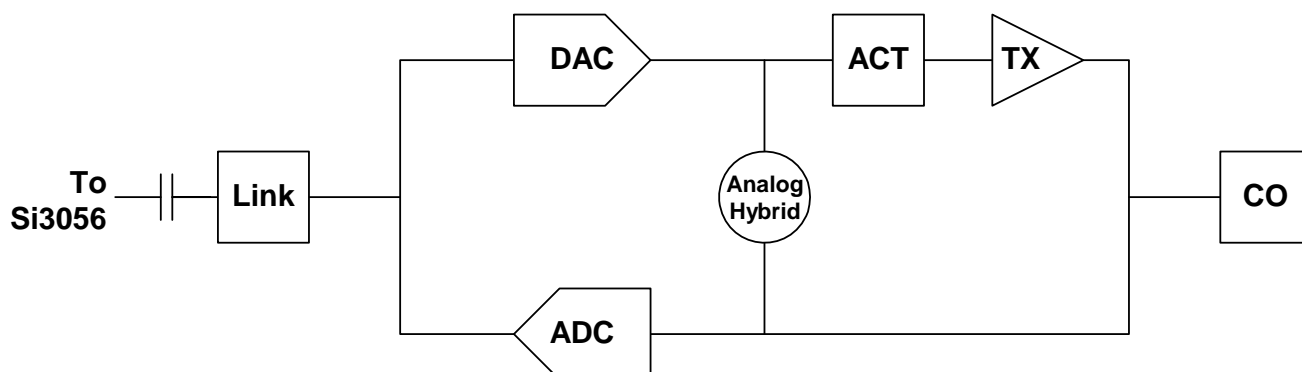 DAC
ACT
TX
To
Si3056
Link
Analog
Hybrid
CO
ADC